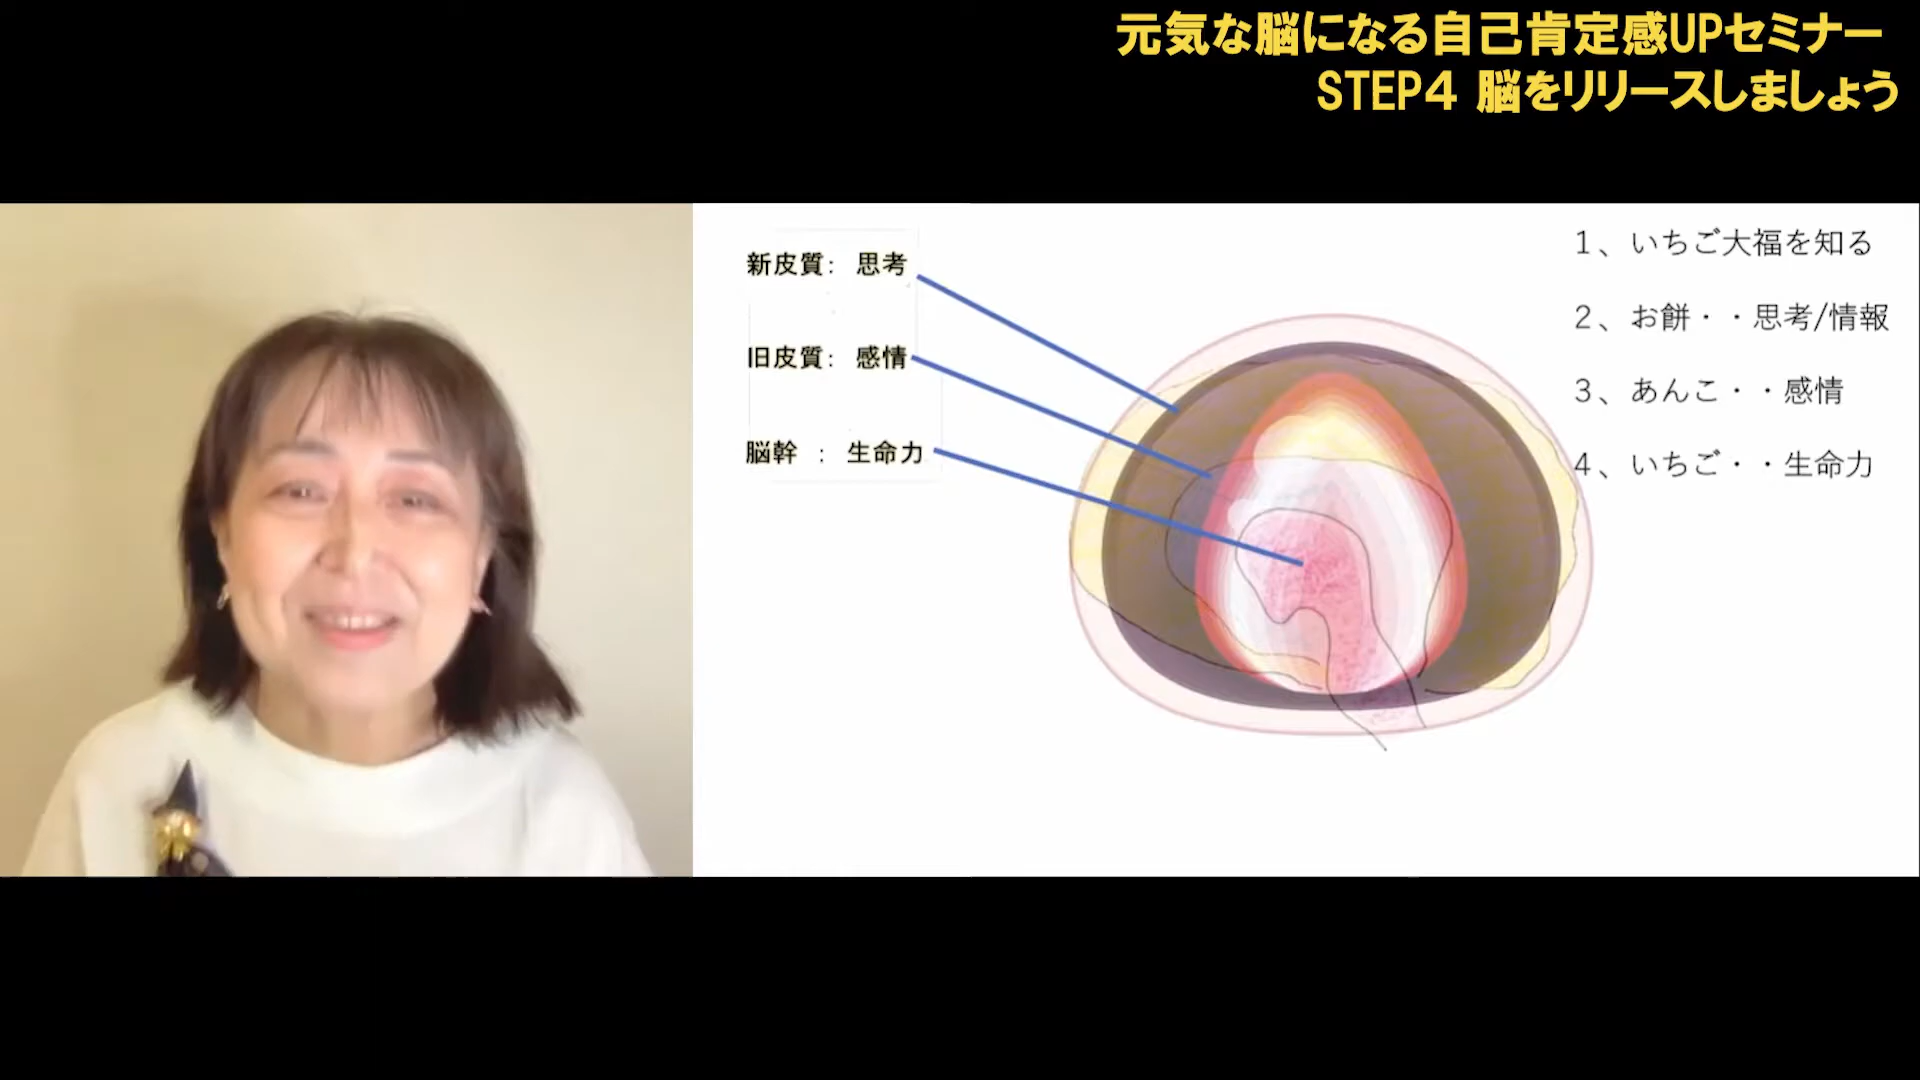 元気な脳になる自己肯定感UPセミナー
STEP4 脳をリリースしましょう
新皮質: 思考
旧皮質: 感情
脳幹 : 生命力
1、いちご大福を知る
2、お餅・・思考/情報
3、あんこ・・感情
4、いちご・・生命力